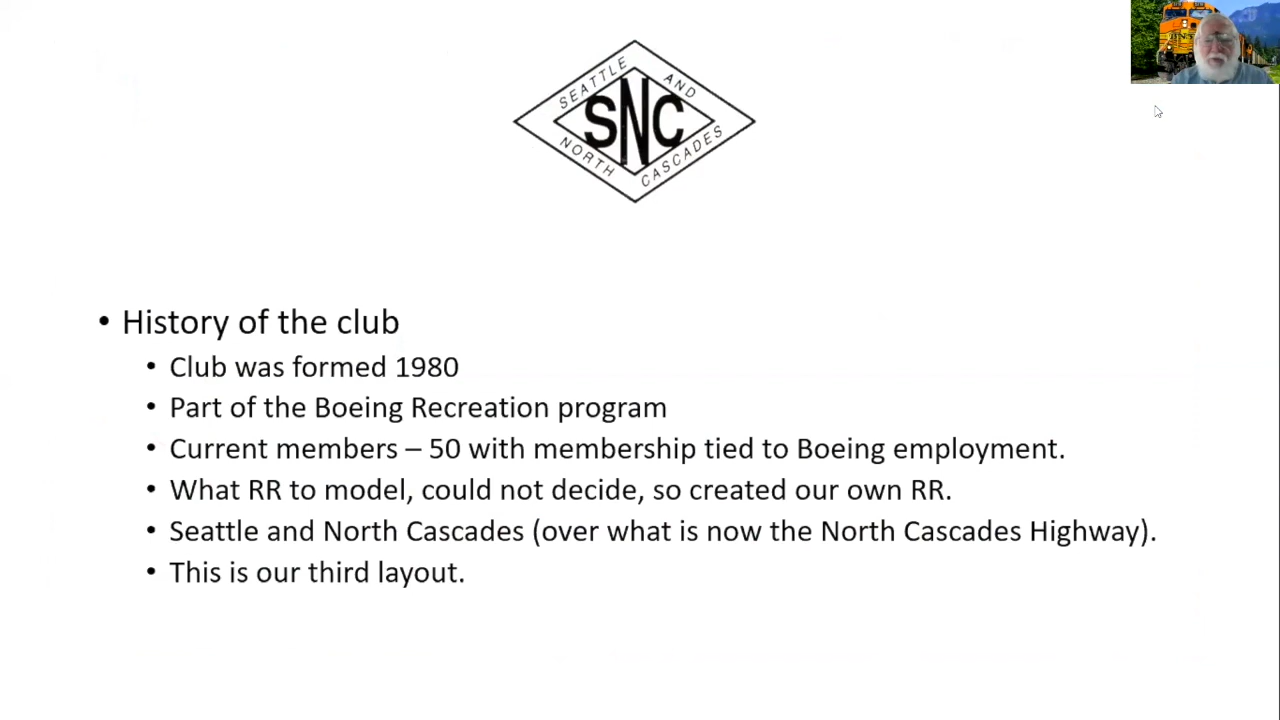 SEATTLE AND
SNC
NORTH CASCADES
• History of the club
• Club was formed 1980
• Part of the Boeing Recreation program
• Current members – 50 with membership tied to Boeing employment.
• What RR to model, could not decide, so created our own RR.
• Seattle and North Cascades (over what is now the North Cascades Highway).
• This is our third layout.